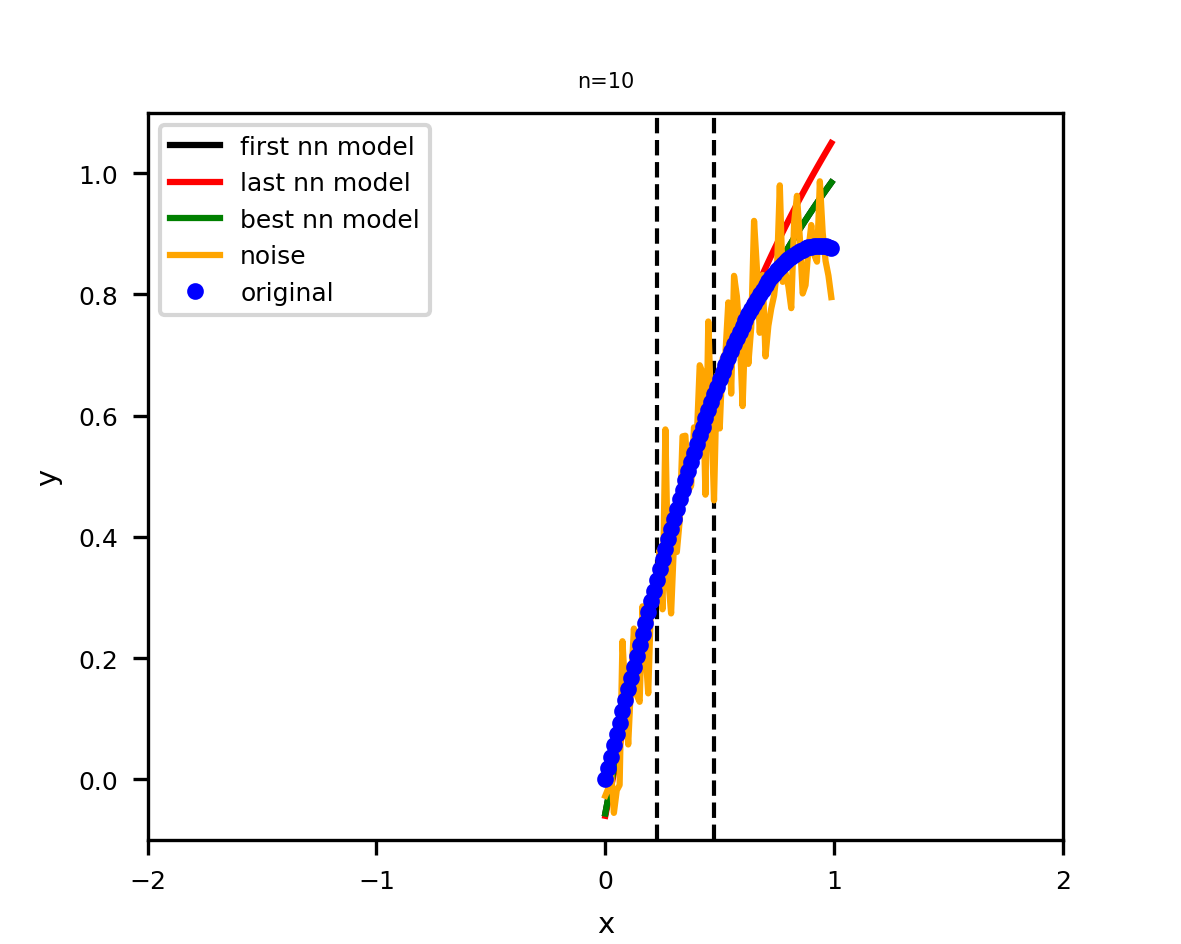 n=10
first nn model
last nn model
best nn model
noise
original
1.0
0.8
0.6
0.4
0.2
0.0
y
−2 −1 0 1 2
x